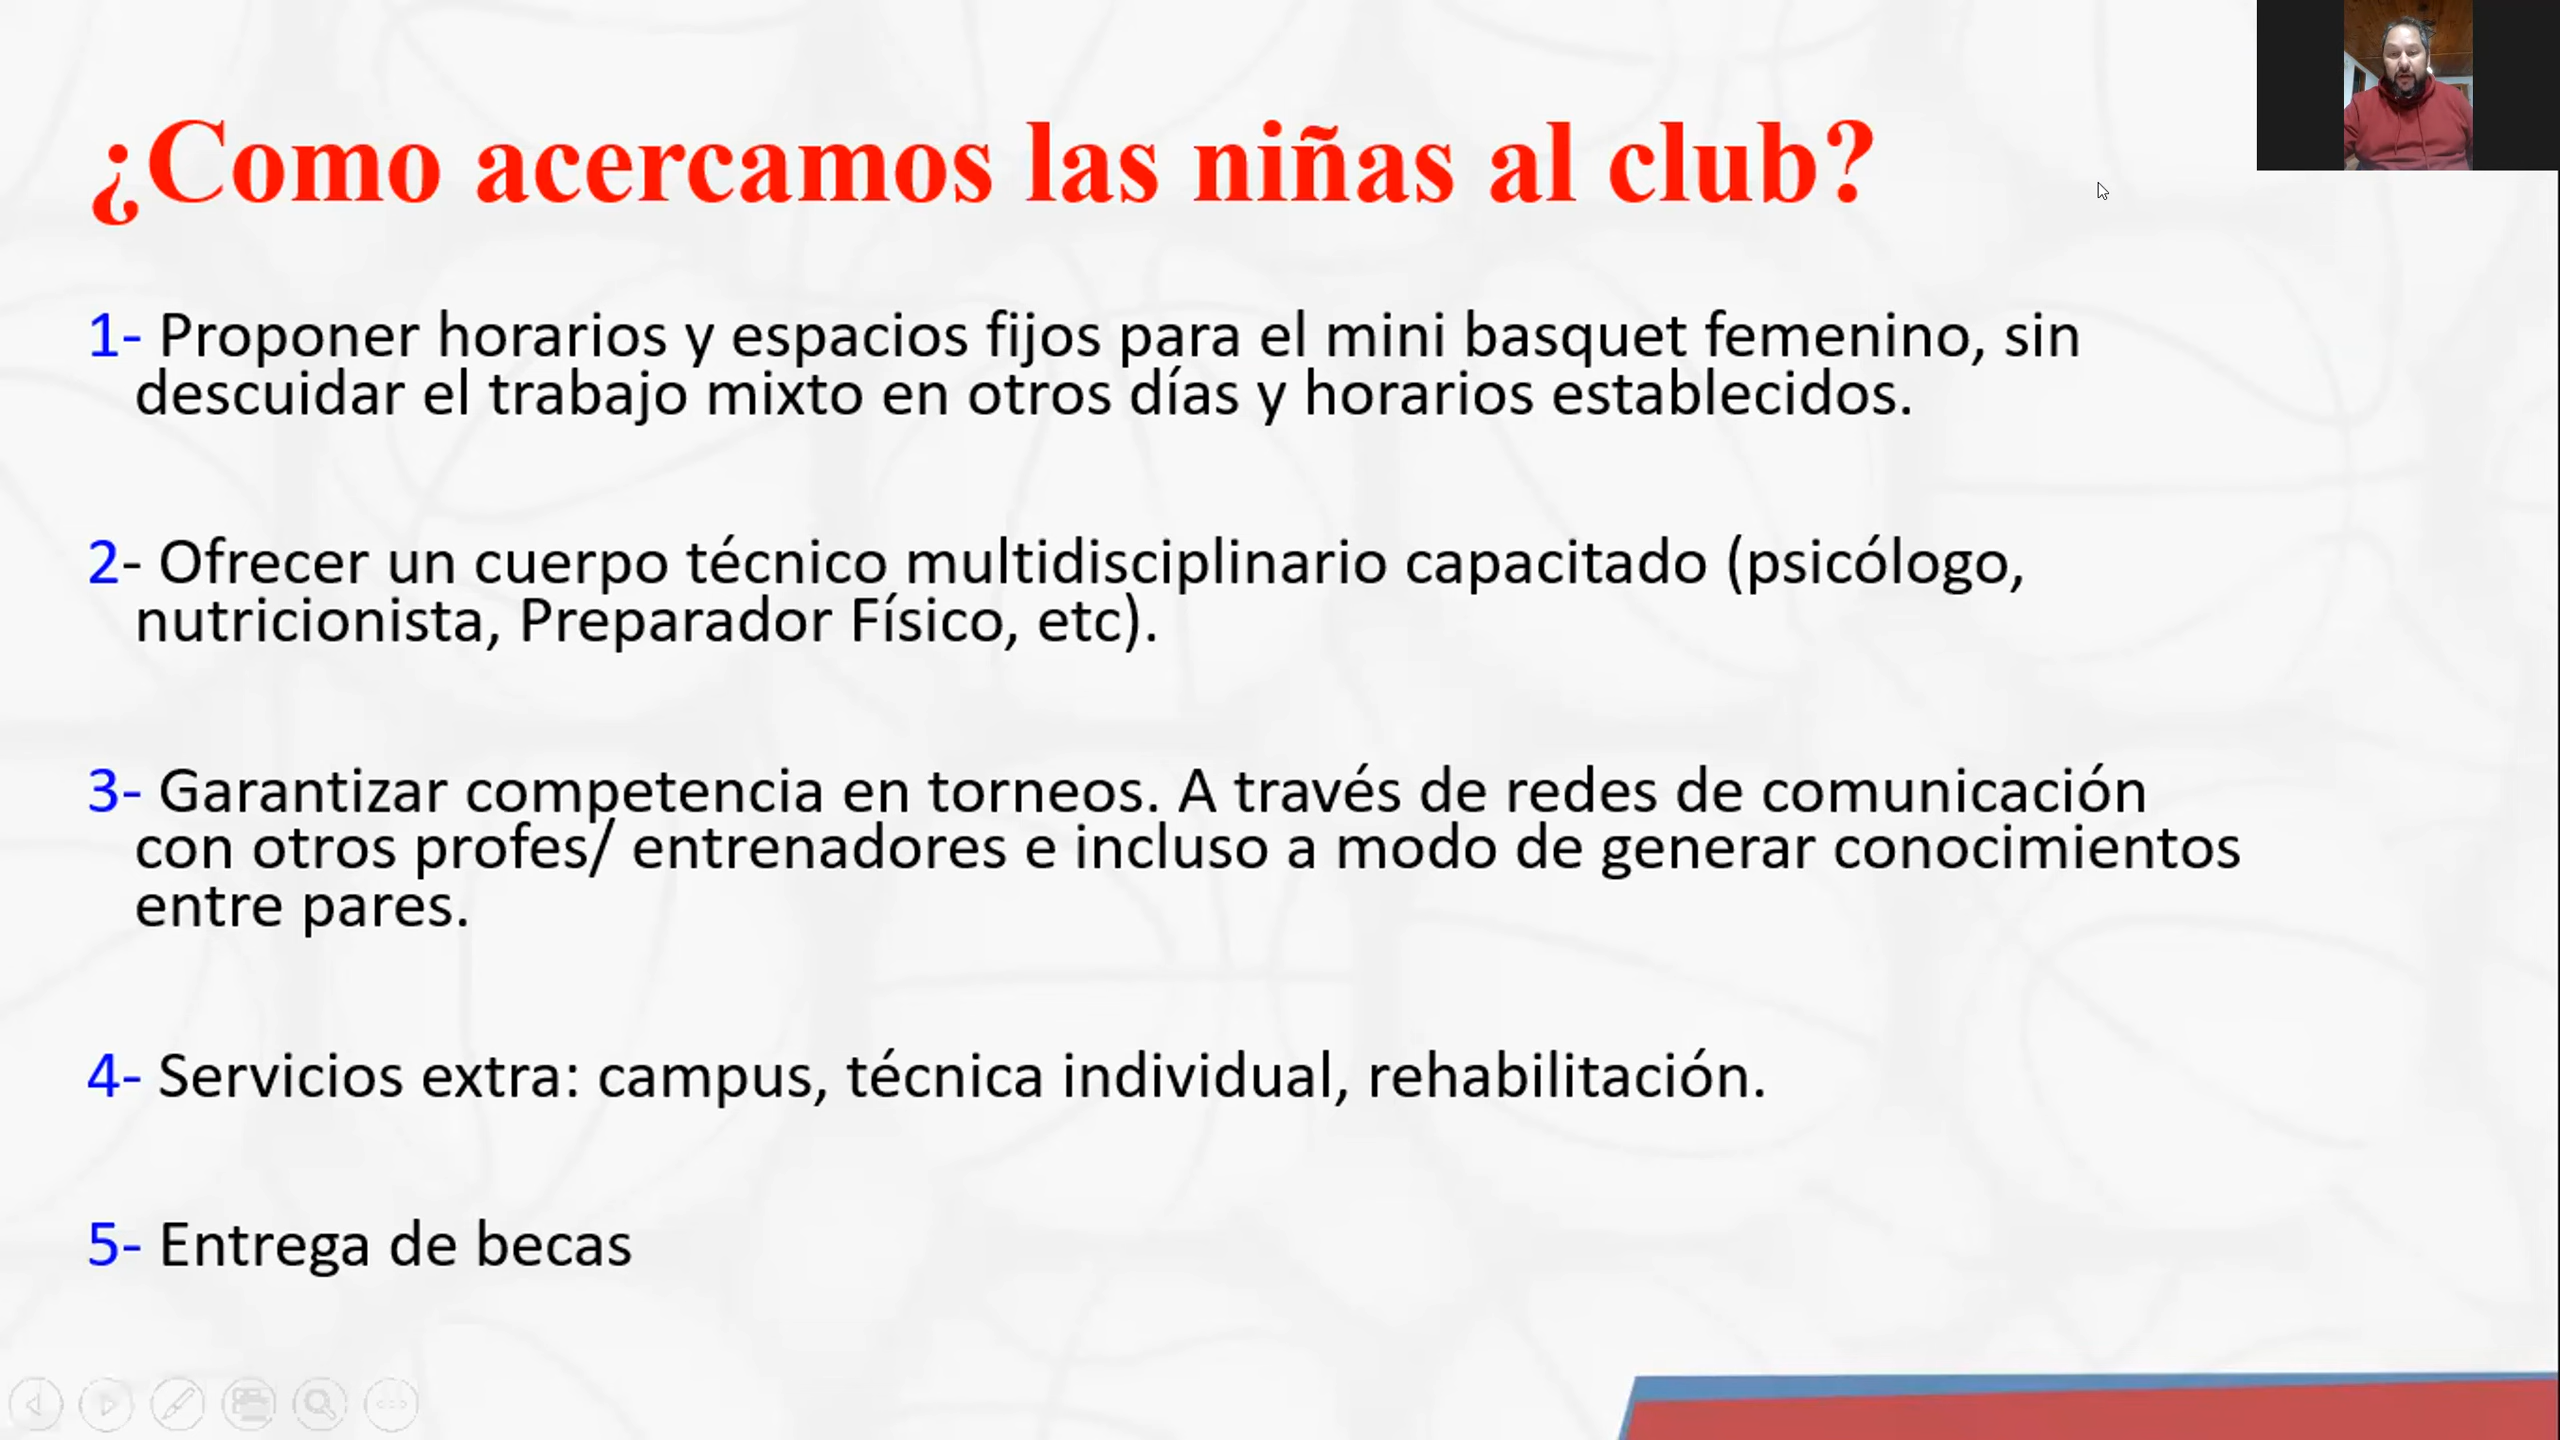 ¿Como acercamos las niñas al club?
1- Proponer horarios y espacios fijos para el mini basquet femenino, sin
descuidar el trabajo mixto en otros días y horarios establecidos.
2- Ofrecer un cuerpo técnico multidisciplinario capacitado (psicólogo,
nutricionista, Preparador Físico, etc).
3- Garantizar competencia en torneos. A través de redes de comunicación
con otros profes/ entrenadores e incluso a modo de generar conocimientos
entre pares.
4- Servicios extra: campus, técnica individual, rehabilitación.
5- Entrega de becas